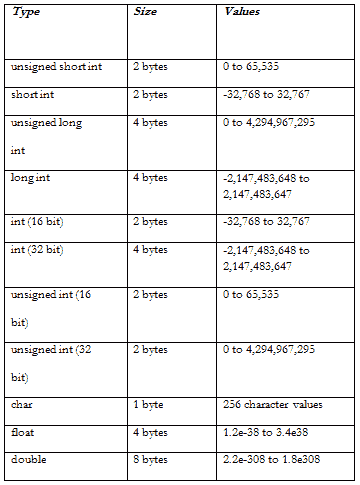 Type Size Values
unsigned short int 2 bytes 0 to 65,535
short int 2 bytes -32,768 to 32,767
unsigned long 4 bytes 0 to 4,294,967,295
int
long int 4 bytes -2,147,483,648 to
2,147,483,647
int (16 bit) 2 bytes -32,768 to 32,767
int (32 bit) 4 bytes -2,147,483,648 to
2,147,483,647
unsigned int (16 2 bytes 0 to 65,535
bit)
unsigned int (32 2 bytes 0 to 4,294,967,295
bit)
char 1 byte 256 character values
float 4 bytes 1.2e-38 to 3.4e38
double 8 bytes 2.2e-308 to 1.8e308